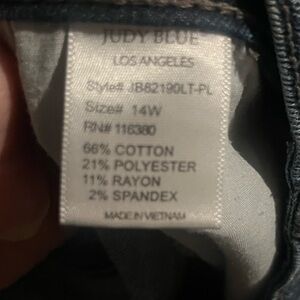 JUDY BLUE
LOS ANGELES
Style# JB82190LT-PL
Size# 14W
RN# 116380
66% COTTON
21% POLYESTER
11% RAYON
2% SPANDEX
MADE IN VIETNAM